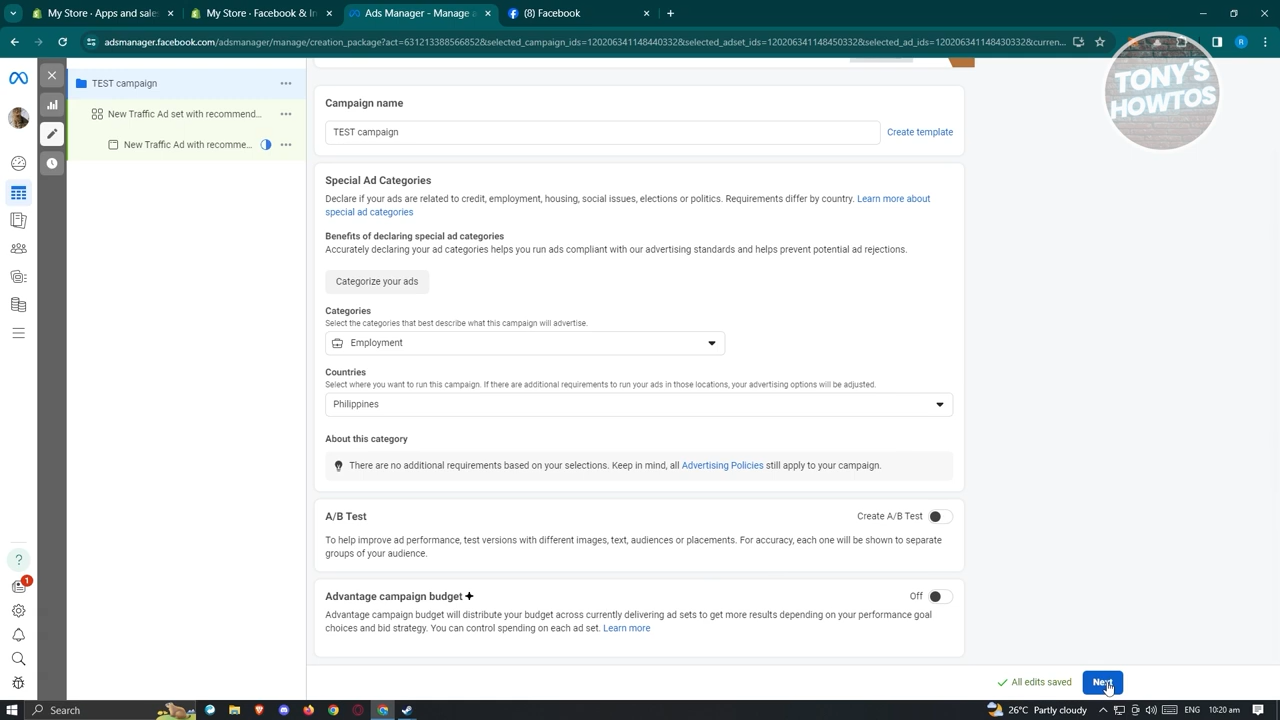 My Store · Apps and sales
My Store · Facebook & In
Ads Manager - Manage a
(8) Facebook
adsmanager.facebook.com/adsmanager/manage/creation_package?act=631213388566885​2&selected_campaign_ids=120206341148440332&selected_adset_ids=120206341148450332&selected_ad_ids=120206341148430332&curren...
TONY'S
HOWTOS
TEST campaign
New Traffic Ad set with recommend...
New Traffic Ad with recomme...
Campaign name
TEST campaign
Create template
Special Ad Categories
Declare if your ads are related to credit, employment, housing, social issues, elections or politics. Requirements differ by country. Learn more about
special ad categories
Benefits of declaring special ad categories
Accurately declaring your ad categories helps you run ads compliant with our advertising standards and helps prevent potential ad rejections.
Categorize your ads
Categories
Select the categories that best describe what this campaign will advertise.
Employment
Countries
Select where you want to run this campaign. If there are additional requirements to run your ads in those locations, your advertising options will be adjusted.
Philippines
About this category
There are no additional requirements based on your selections. Keep in mind, all Advertising Policies still apply to your campaign.
A/B Test
Create A/B Test
To help improve ad performance, test versions with different images, text, audiences or placements. For accuracy, each one will be shown to separate
groups of your audience.
Advantage campaign budget
Off
Advantage campaign budget will distribute your budget across currently delivering ad sets to get more results depending on your performance goal
choices and bid strategy. You can control spending on each ad set. Learn more
1
All edits saved
Next
Search
26°C Partly cloudy
ENG
10:20 am